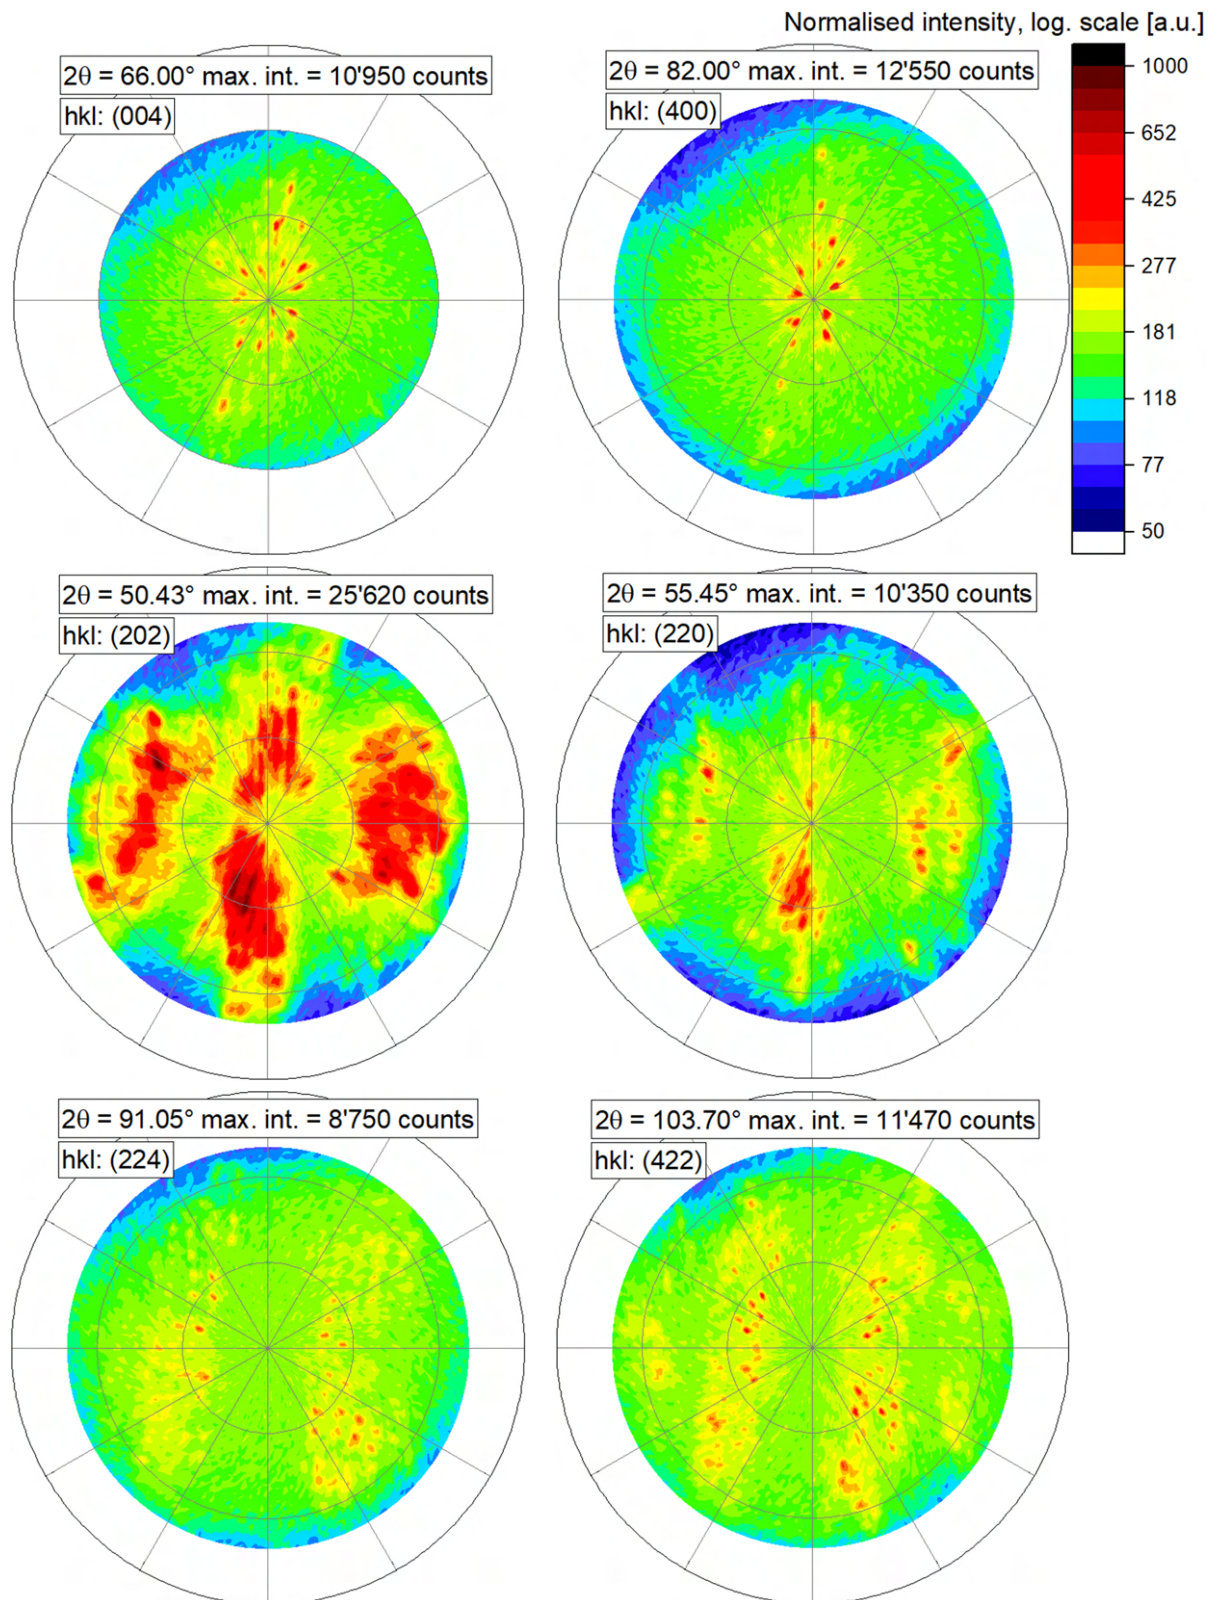 Normalised intensity, log. scale [a.u.]
2θ = 66.00° max. int. = 10'950 counts
hkl: (004)
2θ = 82.00° max. int. = 12'550 counts
hkl: (400)
1000
652
425
277
181
118
77
50
2θ = 50.43° max. int. = 25'620 counts
hkl: (202)
2θ = 55.45° max. int. = 10'350 counts
hkl: (220)
2θ = 91.05° max. int. = 8'750 counts
hkl: (224)
2θ = 103.70° max. int. = 11'470 counts
hkl: (422)